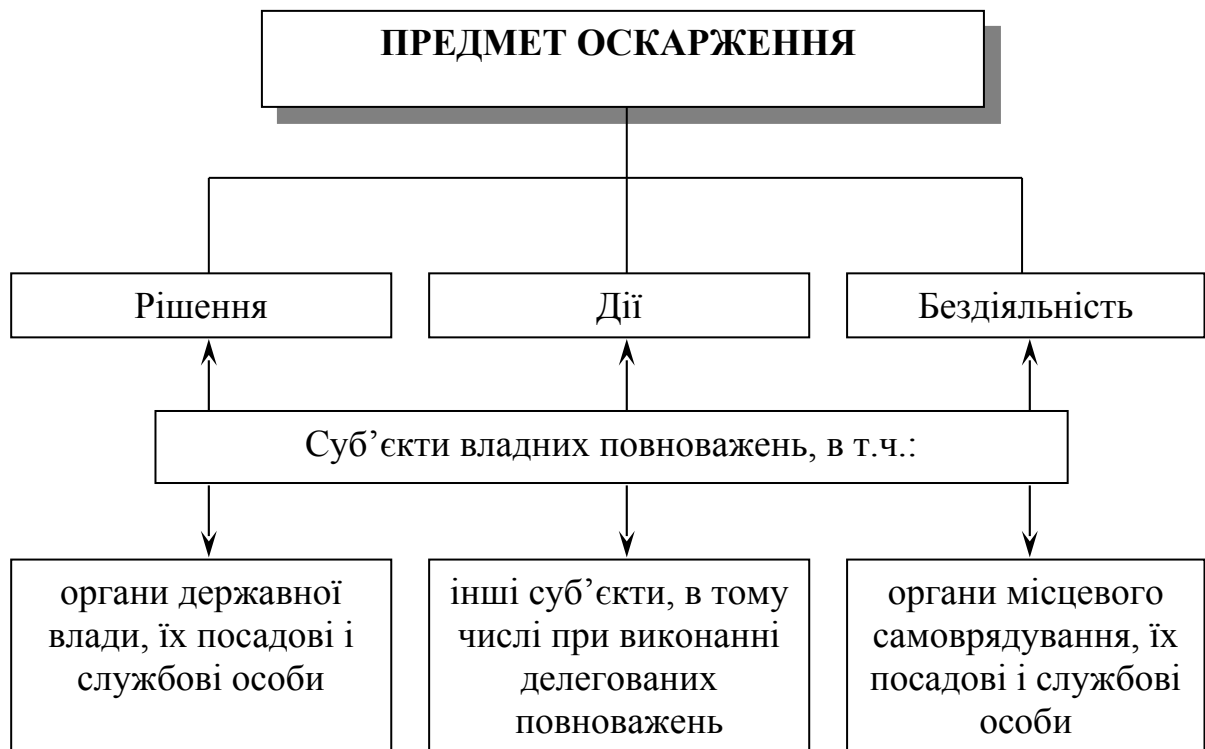 ПРЕДМЕТ ОСКАРЖЕННЯ
Рішення
Дії
Бездіяльність
Суб’єкти владних повноважень, в т.ч.:
органи державної
влади, їх посадові і
службові особи
інші суб’єкти, в тому
числі при виконанні
делегованих
повноважень
органи місцевого
самоврядування, їх
посадові і службові
особи